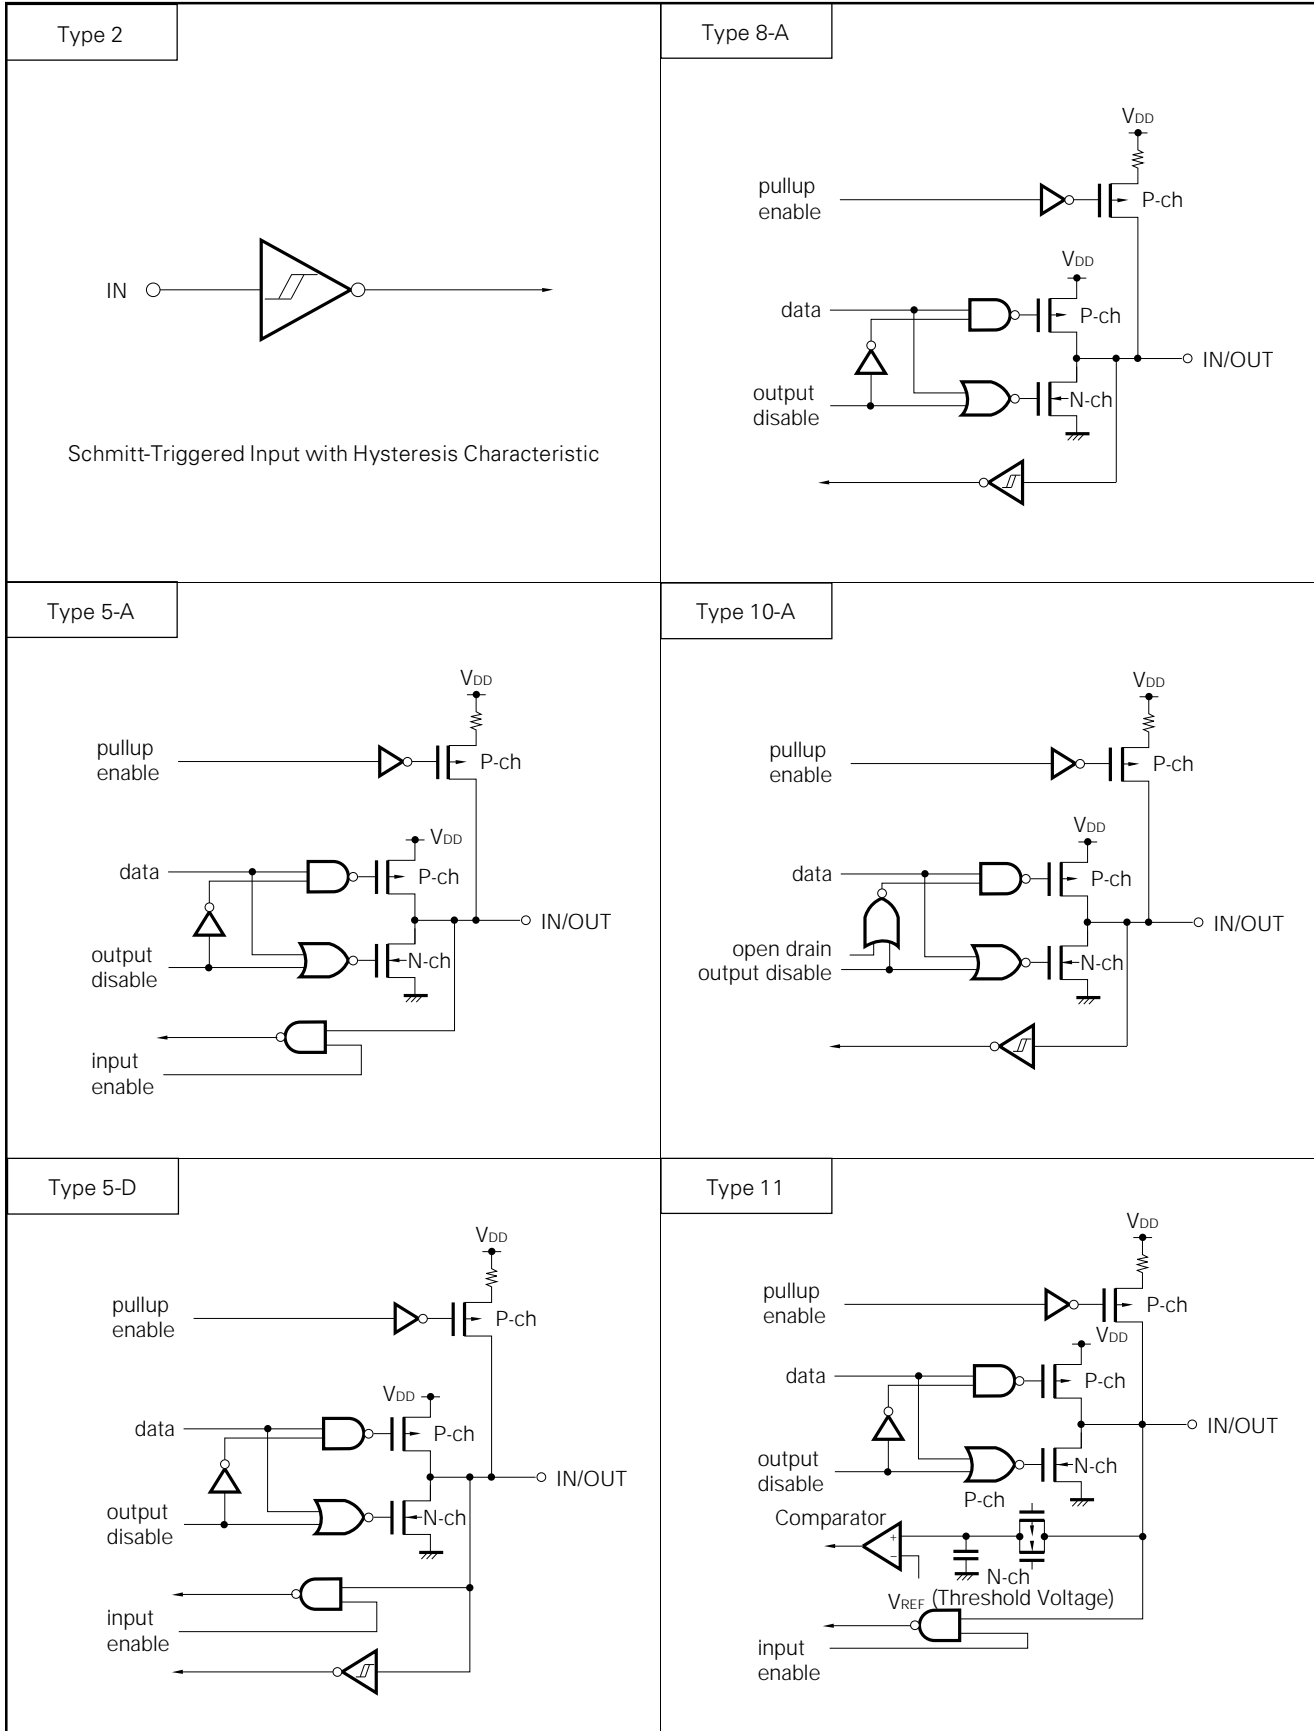 Type 2
IN
Schmitt-Triggered Input with Hysteresis Characteristic
Type 8-A
VDD
pullup
enable
P-ch
VDD
data
P-ch
IN/OUT
output
disable
N-ch
Type 5-A
VDD
pullup
enable
P-ch
VDD
data
P-ch
IN/OUT
output
disable
N-ch
input
enable
Type 10-A
VDD
pullup
enable
P-ch
VDD
data
P-ch
IN/OUT
open drain
output disable
N-ch
Type 5-D
VDD
pullup
enable
P-ch
VDD
data
P-ch
IN/OUT
output
disable
N-ch
input
enable
Type 11
VDD
pullup
enable
P-ch
VDD
data
P-ch
IN/OUT
output
disable
N-ch
P-ch
Comparator
+
−
N-ch
VREF (Threshold Voltage)
input
enable